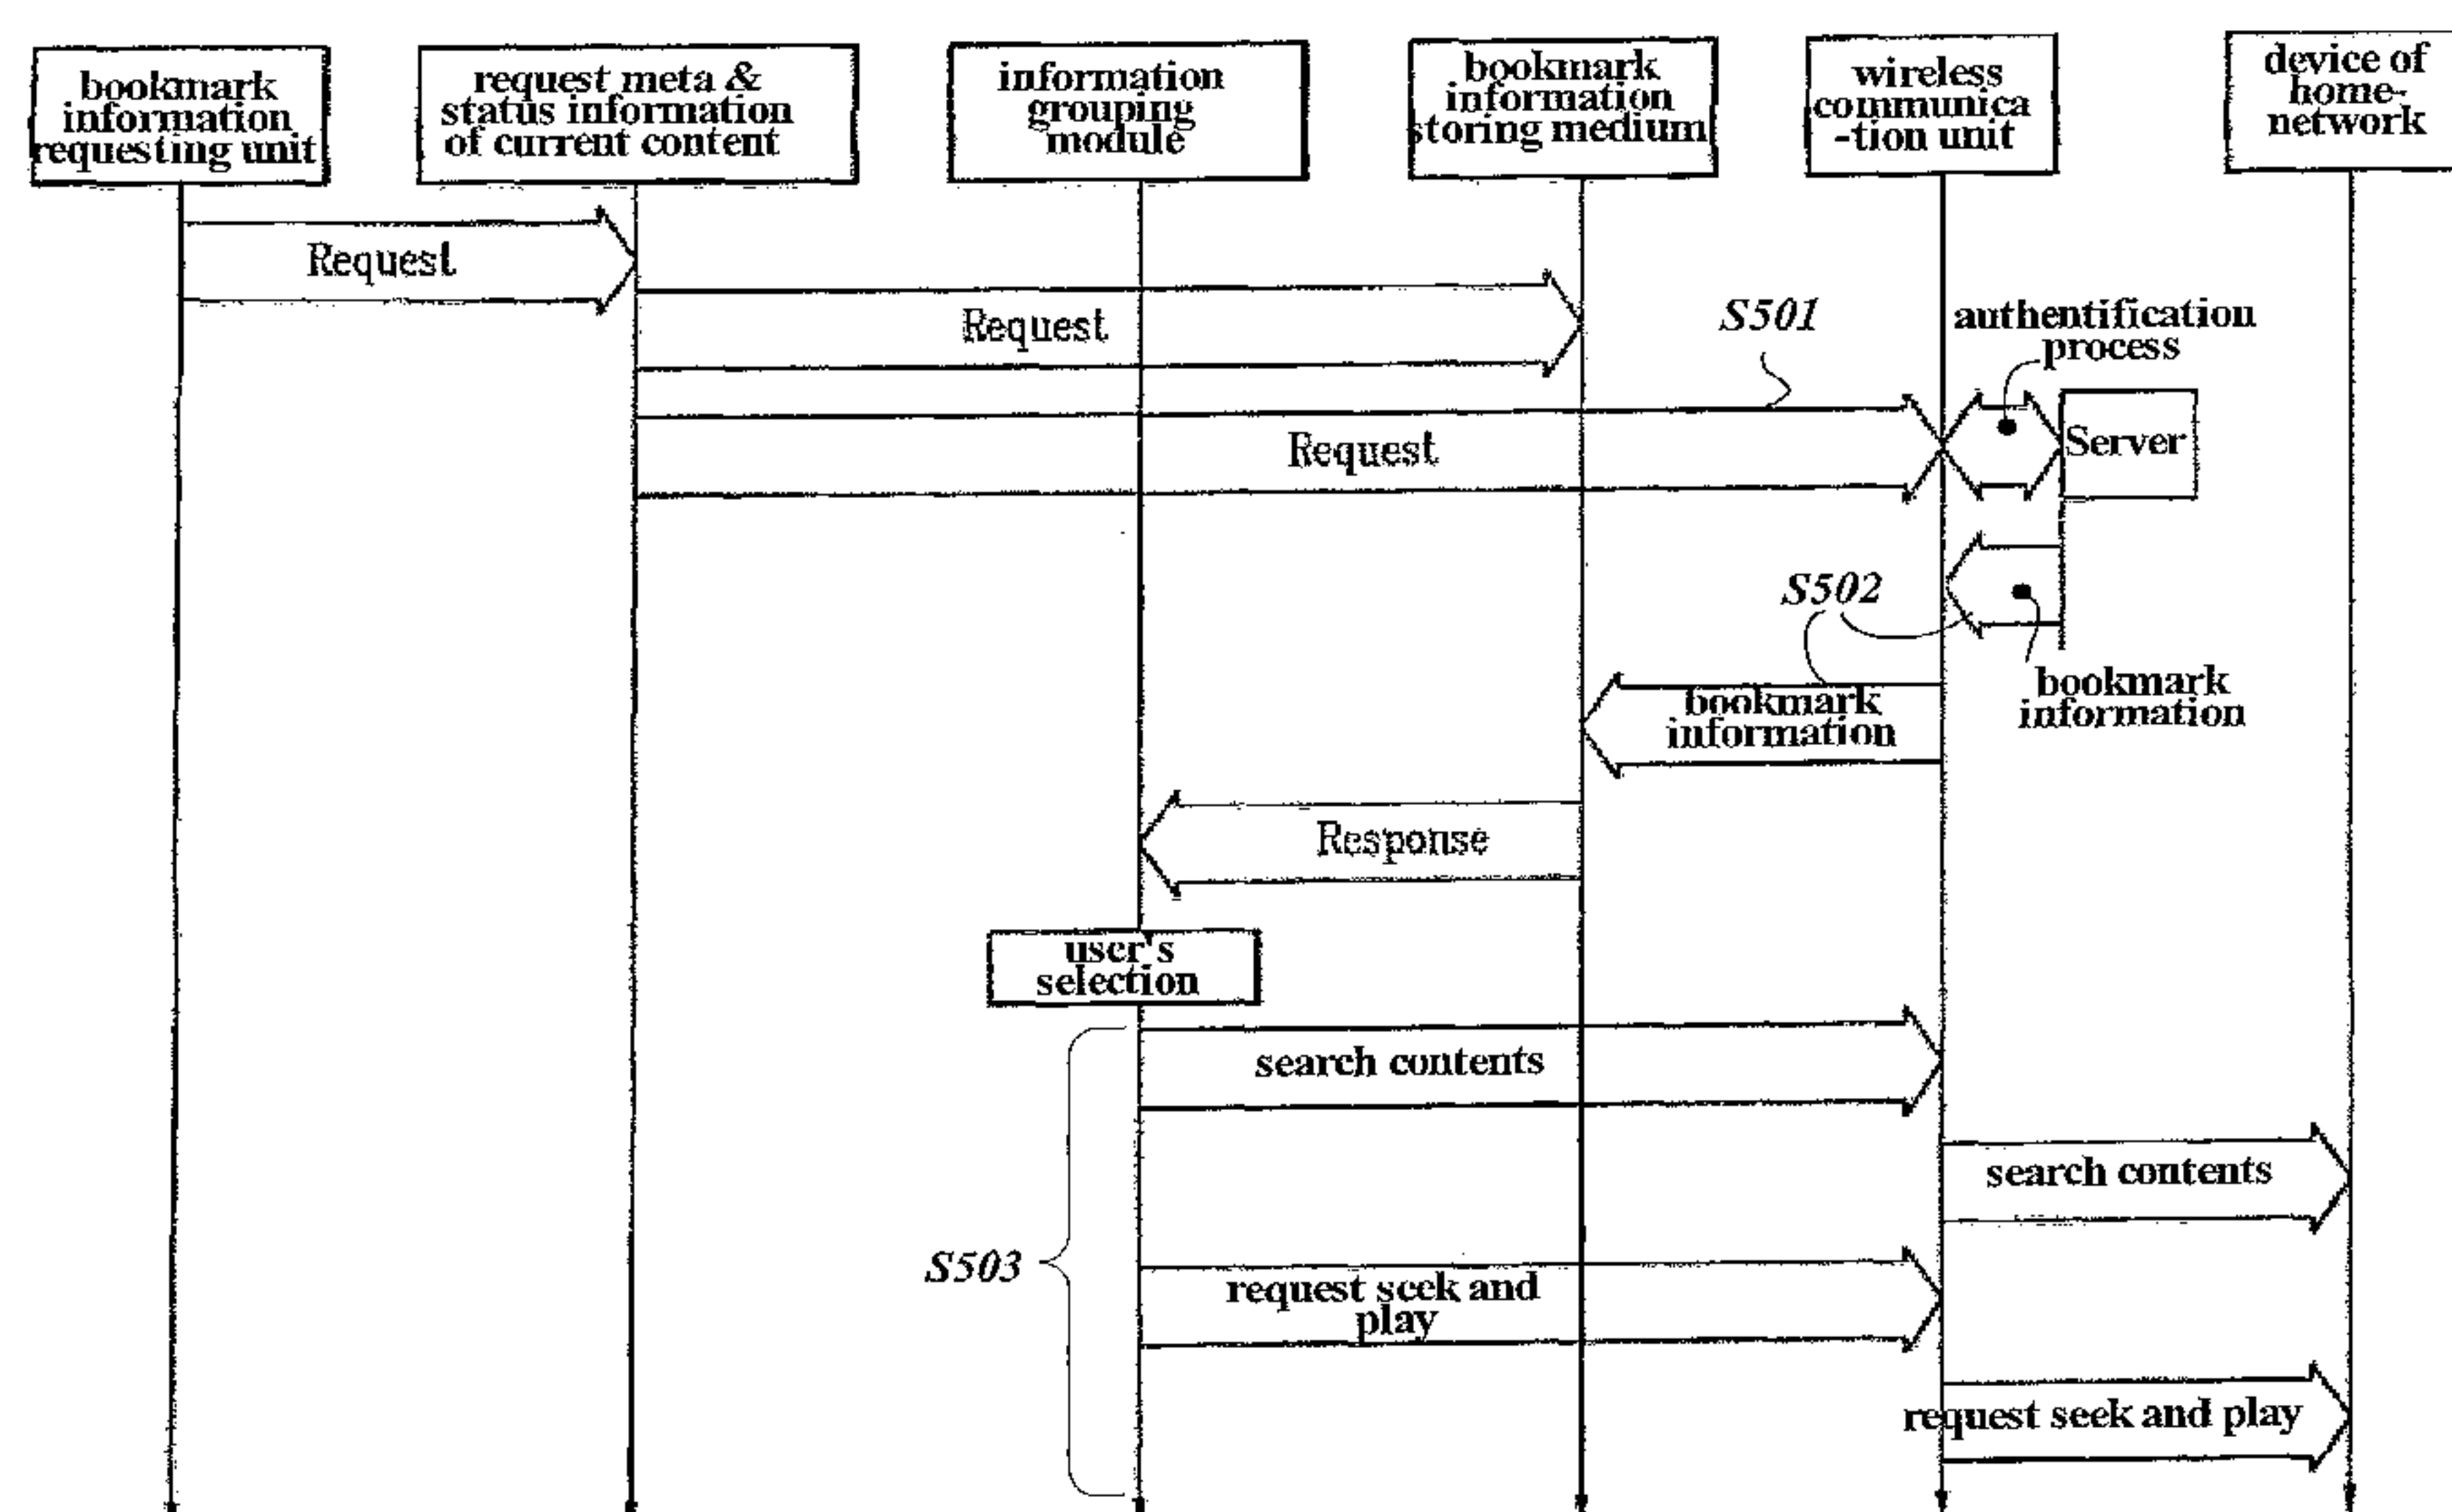 bookmark
information
requesting unit
request meta &
status information
of current content
information
grouping
module
bookmark
information
storing medium
wireless
communica
-tion unit
device of
home-
network
Request
Request
S501
authentification
process
Request
Server
S502
bookmark
information
bookmark
information
Response
user's
selection
search contents
search contents
S503
request seek and
play
request seek and play